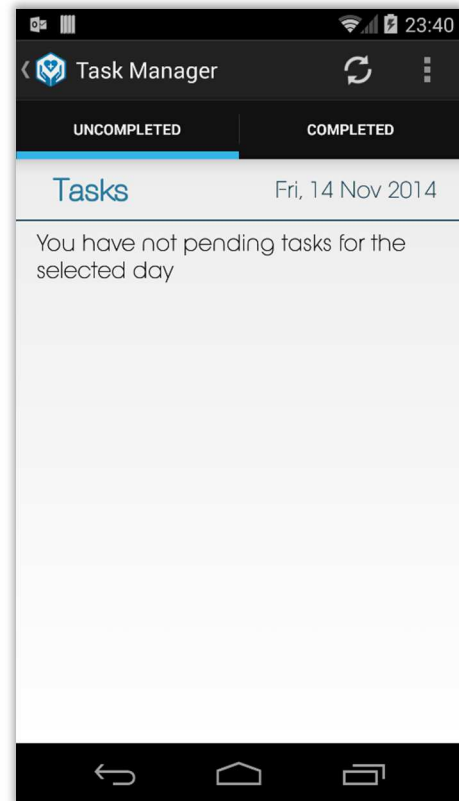 23:40
Task Manager
UNCOMPLETED COMPLETED
Tasks Fri, 14 Nov 2014
You have not pending tasks for the
selected day